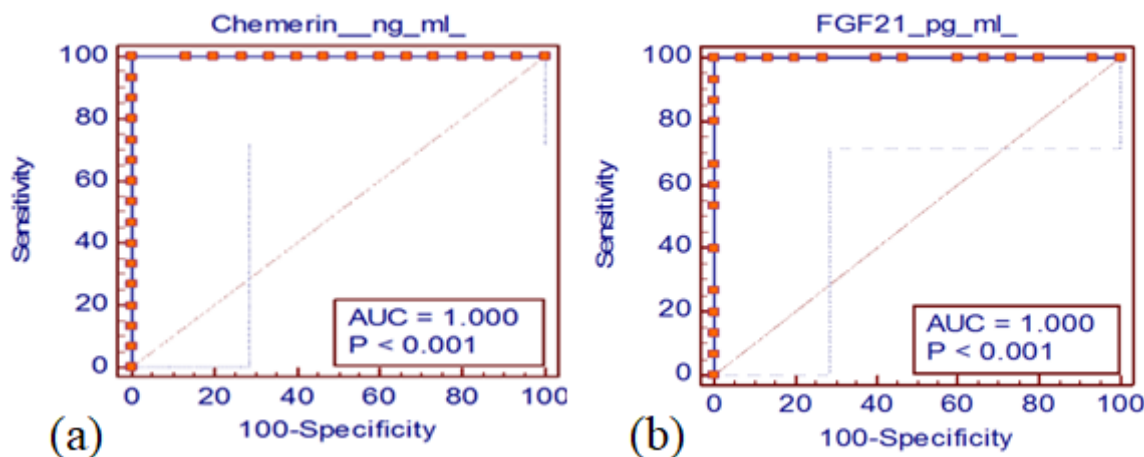 Chemerin__ng_ml_
100
80
60
40
20
0
Sensitivity
AUC = 1.000
P < 0.001
0 20 40 60 80 100
100-Specificity
(a)
FGF21_pg_ml_
100
80
60
40
20
0
Sensitivity
AUC = 1.000
P < 0.001
0 20 40 60 80 100
100-Specificity
(b)